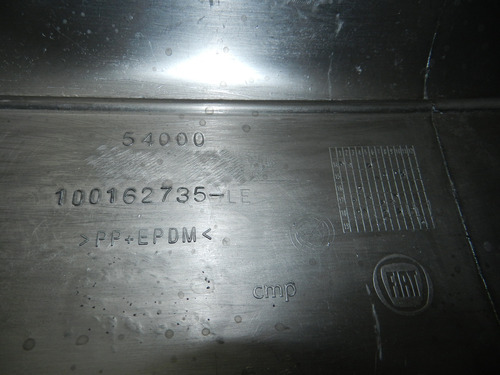 54000
100162735-LE
>PP+EPDM<
cmp
FIAT